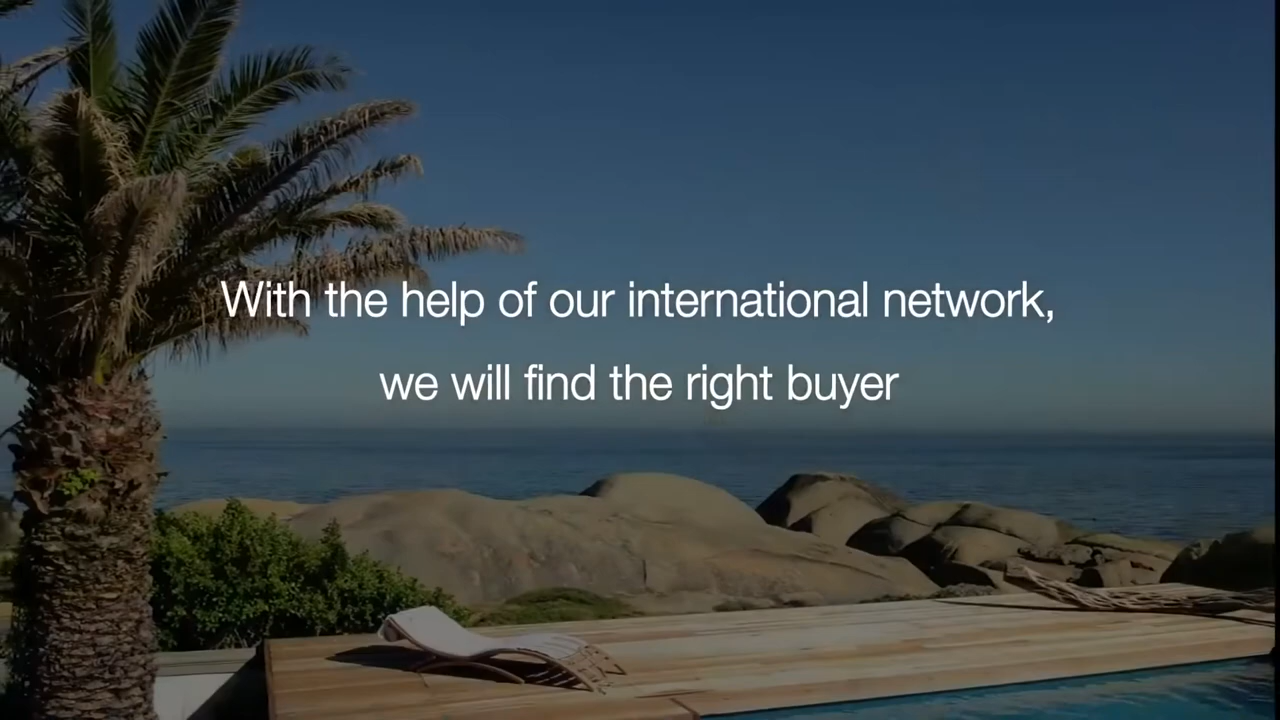 With the help of our international network,
we will find the right buyer